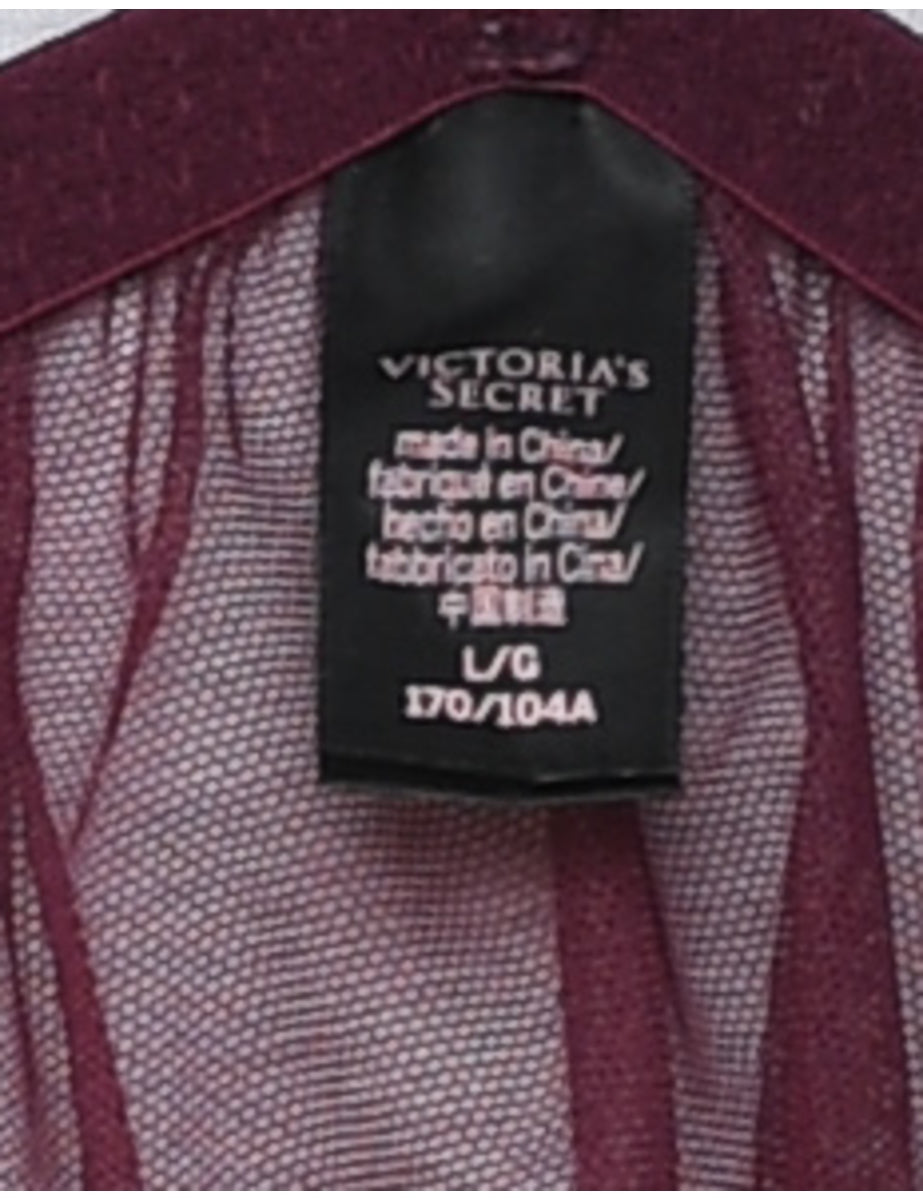 VICTORIA'S
SECRET
made in China/
fabriqué en Chine/
hecho en China/
fabbricato in Cina/
中国制造
L/G
170/104A